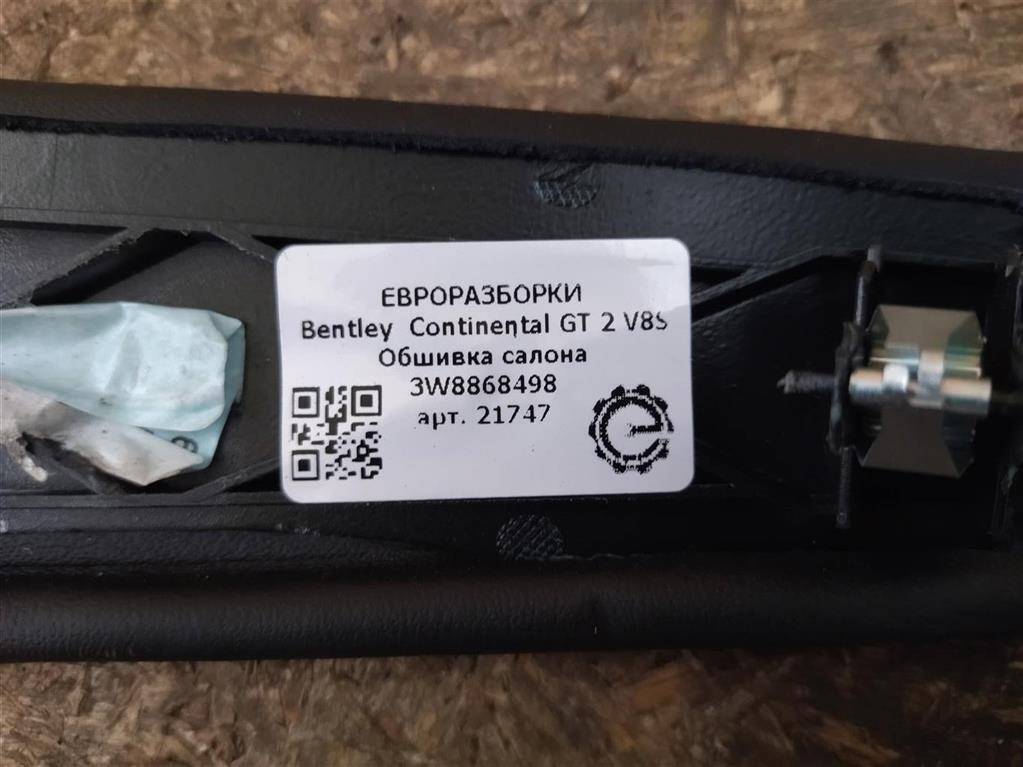 ЕВРОРАЗБОРКИ
Bentley Continental GT 2 V8S
Обшивка салона
3W8868498
арт. 21747